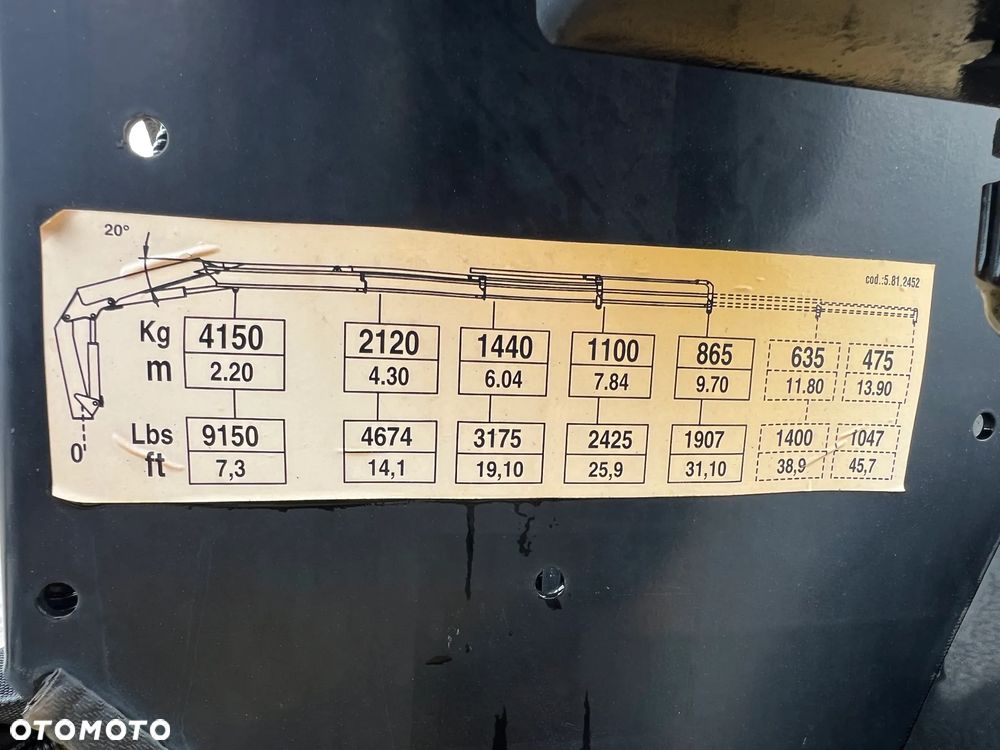 20°
cod.:5.81.2452
Kg 4150 2120 1440 1100 865 635 475
m 2.20 4.30 6.04 7.84 9.70 11.80 13.90
Lbs 9150 4674 3175 2425 1907 1400 1047
ft 7,3 14,1 19,10 25,9 31,10 38,9 45,7
0
OTOMOTO